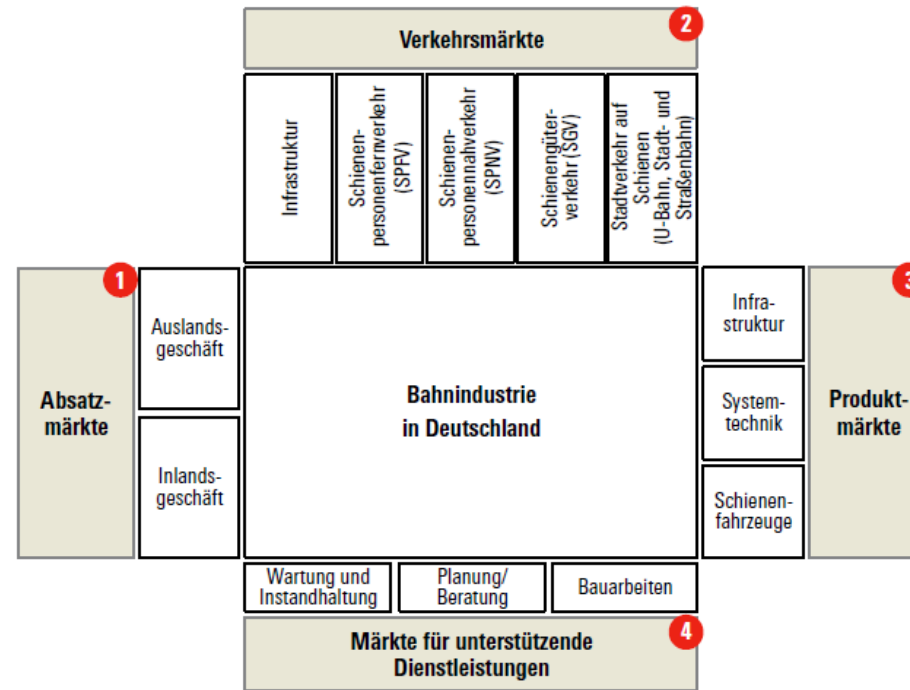 Verkehrsmärkte
2
Infrastruktur
Schienen-
personenfernverkehr
(SPFV)
Schienen-
personennahverkehr
(SPNV)
Schienengüter-
verkehr (SGV)
Stadtverkehr auf
Schienen
(U-Bahn, Stadt- und
Straßenbahn)
1
Absatz-
märkte
Auslands-
geschäft
Inlands-
geschäft
Bahnindustrie
in Deutschland
Infra-
struktur
System-
technik
Schienen-
fahrzeuge
3
Produkt-
märkte
Wartung und
Instandhaltung
Planung/
Beratung
Bauarbeiten
Märkte für unterstützende
Dienstleistungen
4